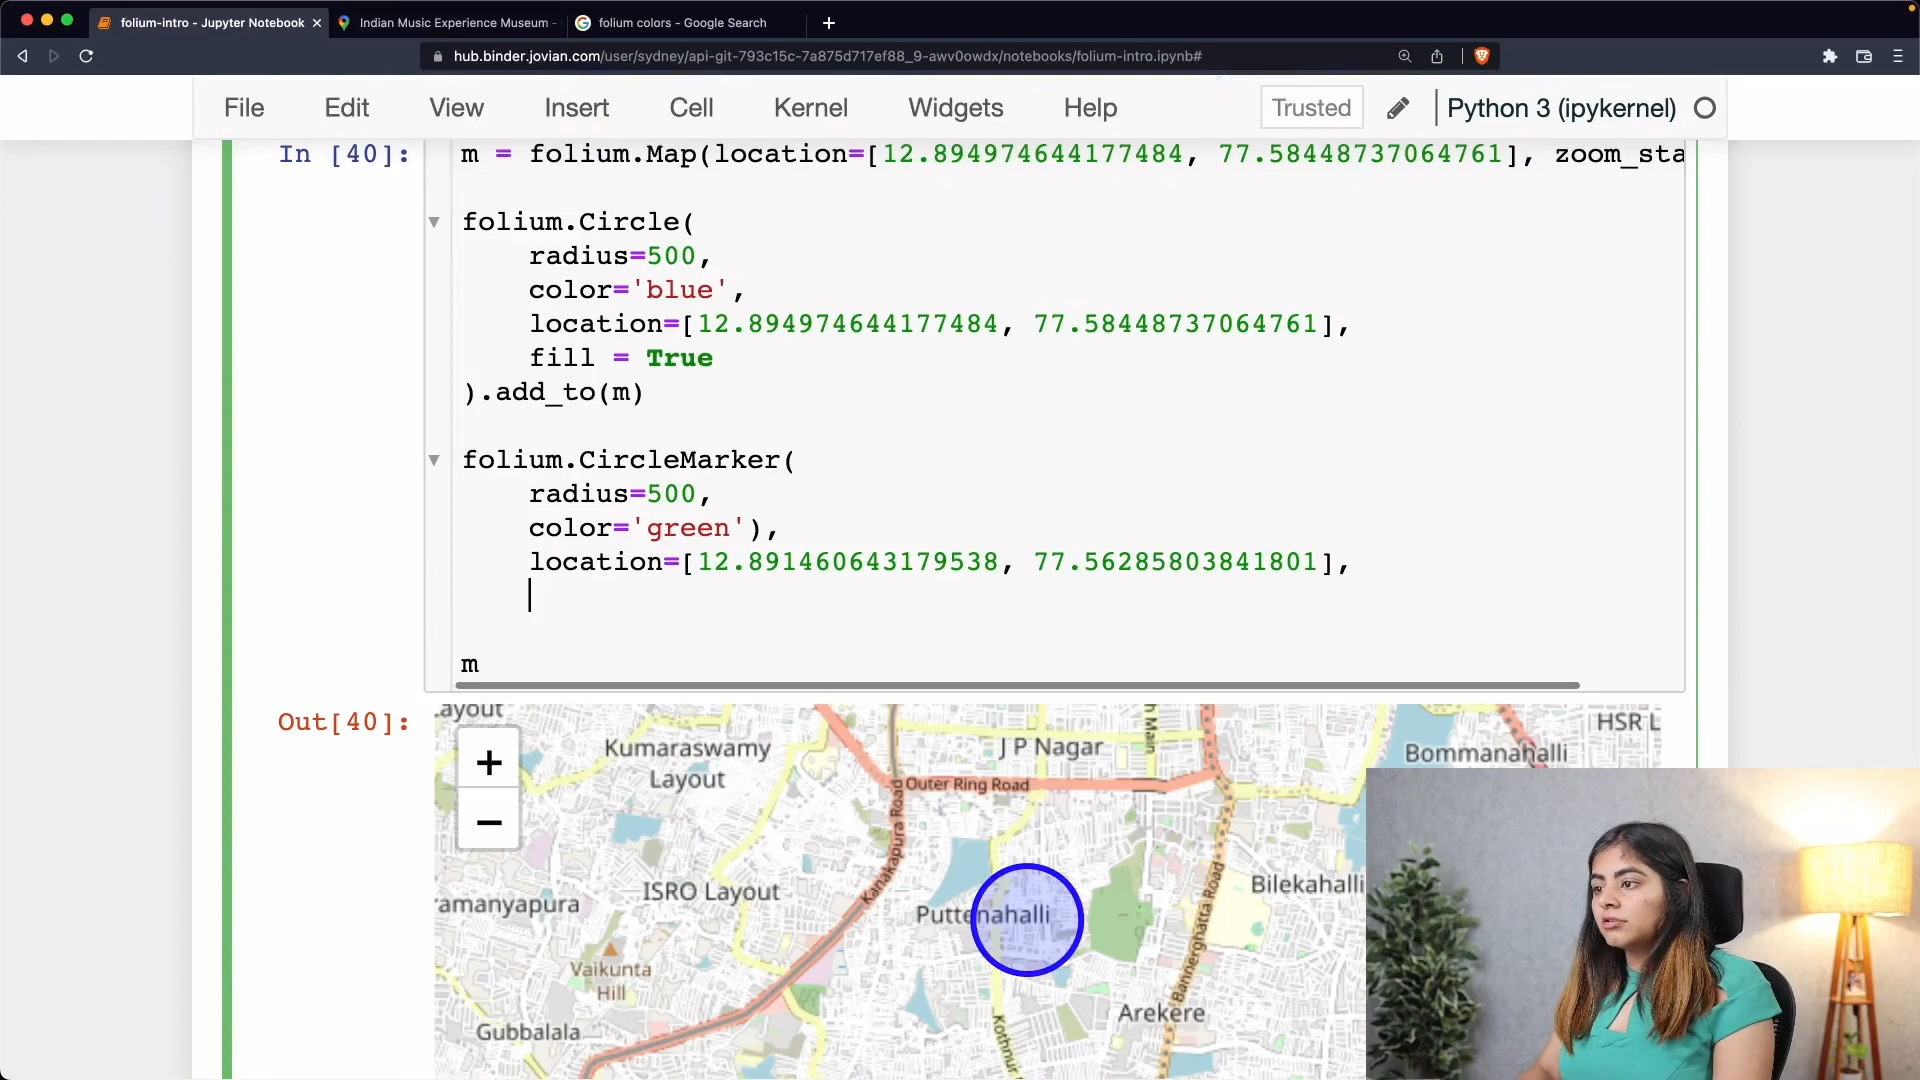 folium-intro - Jupyter Notebook
Indian Music Experience Museum -
folium colors - Google Search
hub.binder.jovian.com/user/sydney/api-git-793c15c-7a875d717ef88_9-awv0owdx/notebooks/folium-intro.ipynb#
File Edit View Insert Cell Kernel Widgets Help Trusted Python 3 (ipykernel)
In [40]: m = folium.Map(location=[12.894974644177484, 77.58448737064761], zoom_sta
folium.Circle(
radius=500,
color='blue',
location=[12.894974644177484, 77.58448737064761],
fill = True
).add_to(m)
folium.CircleMarker(
radius=500,
color='green'),
location=[12.891460643179538, 77.56285803841801],
m
Out[40]:
ayout
Kumaraswamy
Layout
J P Nagar
h Main
HSR L
Bommanahalli
Outer Ring Road
Kanakapura Road
ISRO Layout
Puttenahalli
Bilekahalli
amanyapura
Bannerghatta Road
Vaikunta
Hill
Arekere
Gubbalala
Kothnur
+
−